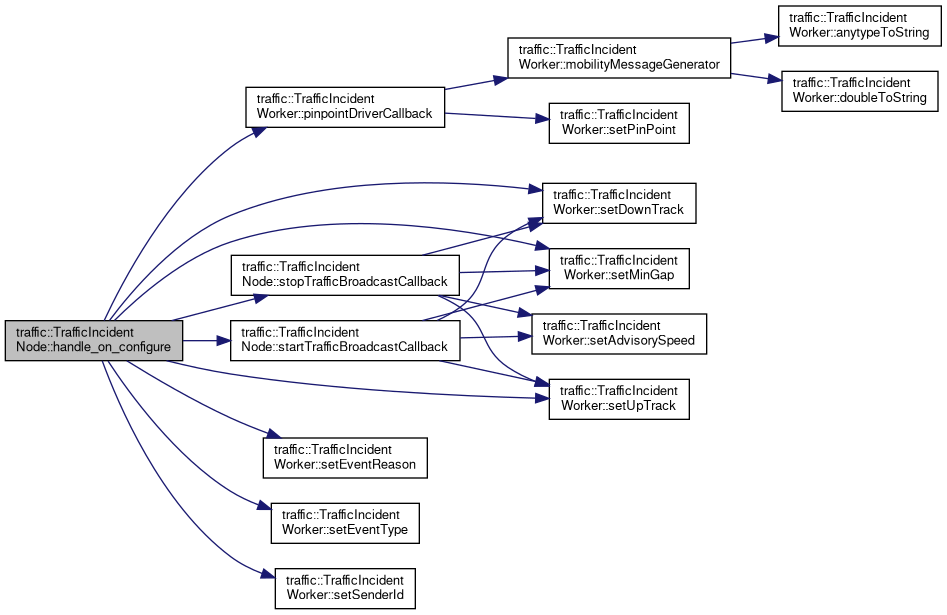 traffic::TrafficIncident
Worker::anytypeToString
traffic::TrafficIncident
Worker::mobilityMessageGenerator
traffic::TrafficIncident
Worker::doubleToString
traffic::TrafficIncident
Worker::pinpointDriverCallback
traffic::TrafficIncident
Worker::setPinPoint
traffic::TrafficIncident
Worker::setDownTrack
traffic::TrafficIncident
Node::stopTrafficBroadcastCallback
traffic::TrafficIncident
Worker::setMinGap
traffic::TrafficIncident
Node::handle_on_configure
traffic::TrafficIncident
Node::startTrafficBroadcastCallback
traffic::TrafficIncident
Worker::setAdvisorySpeed
traffic::TrafficIncident
Worker::setUpTrack
traffic::TrafficIncident
Worker::setEventReason
traffic::TrafficIncident
Worker::setEventType
traffic::TrafficIncident
Worker::setSenderId